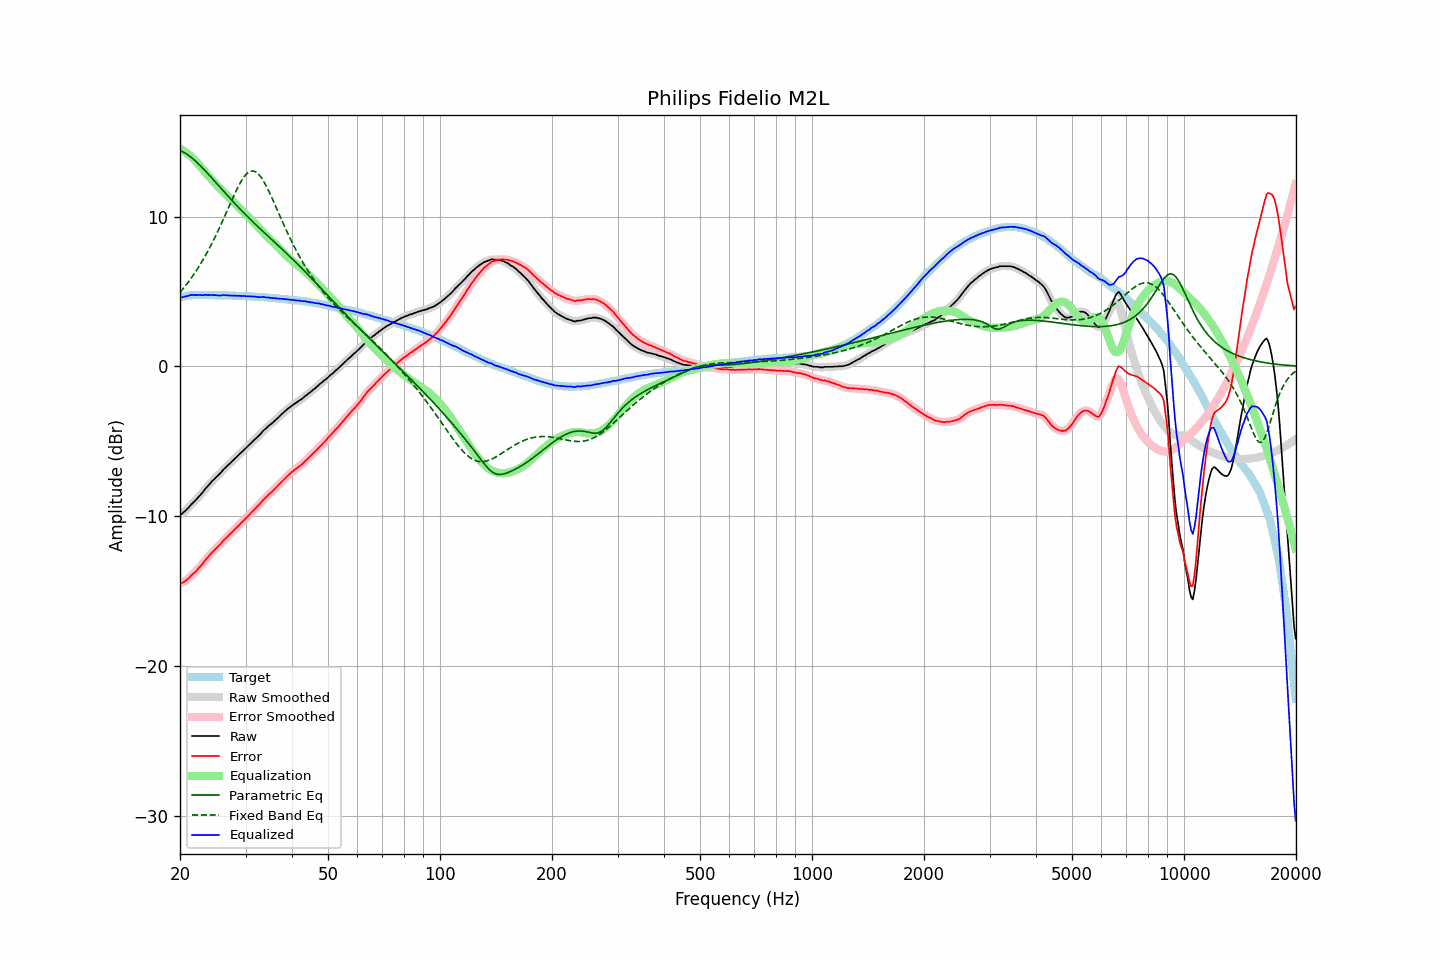 Philips Fidelio M2L
Amplitude (dBr)
10
0
−10
−20
−30
Target
Raw Smoothed
Error Smoothed
Raw
Error
Equalization
Parametric Eq
Fixed Band Eq
Equalized
20 50 100 200 500 1000 2000 5000 10000 20000
Frequency (Hz)